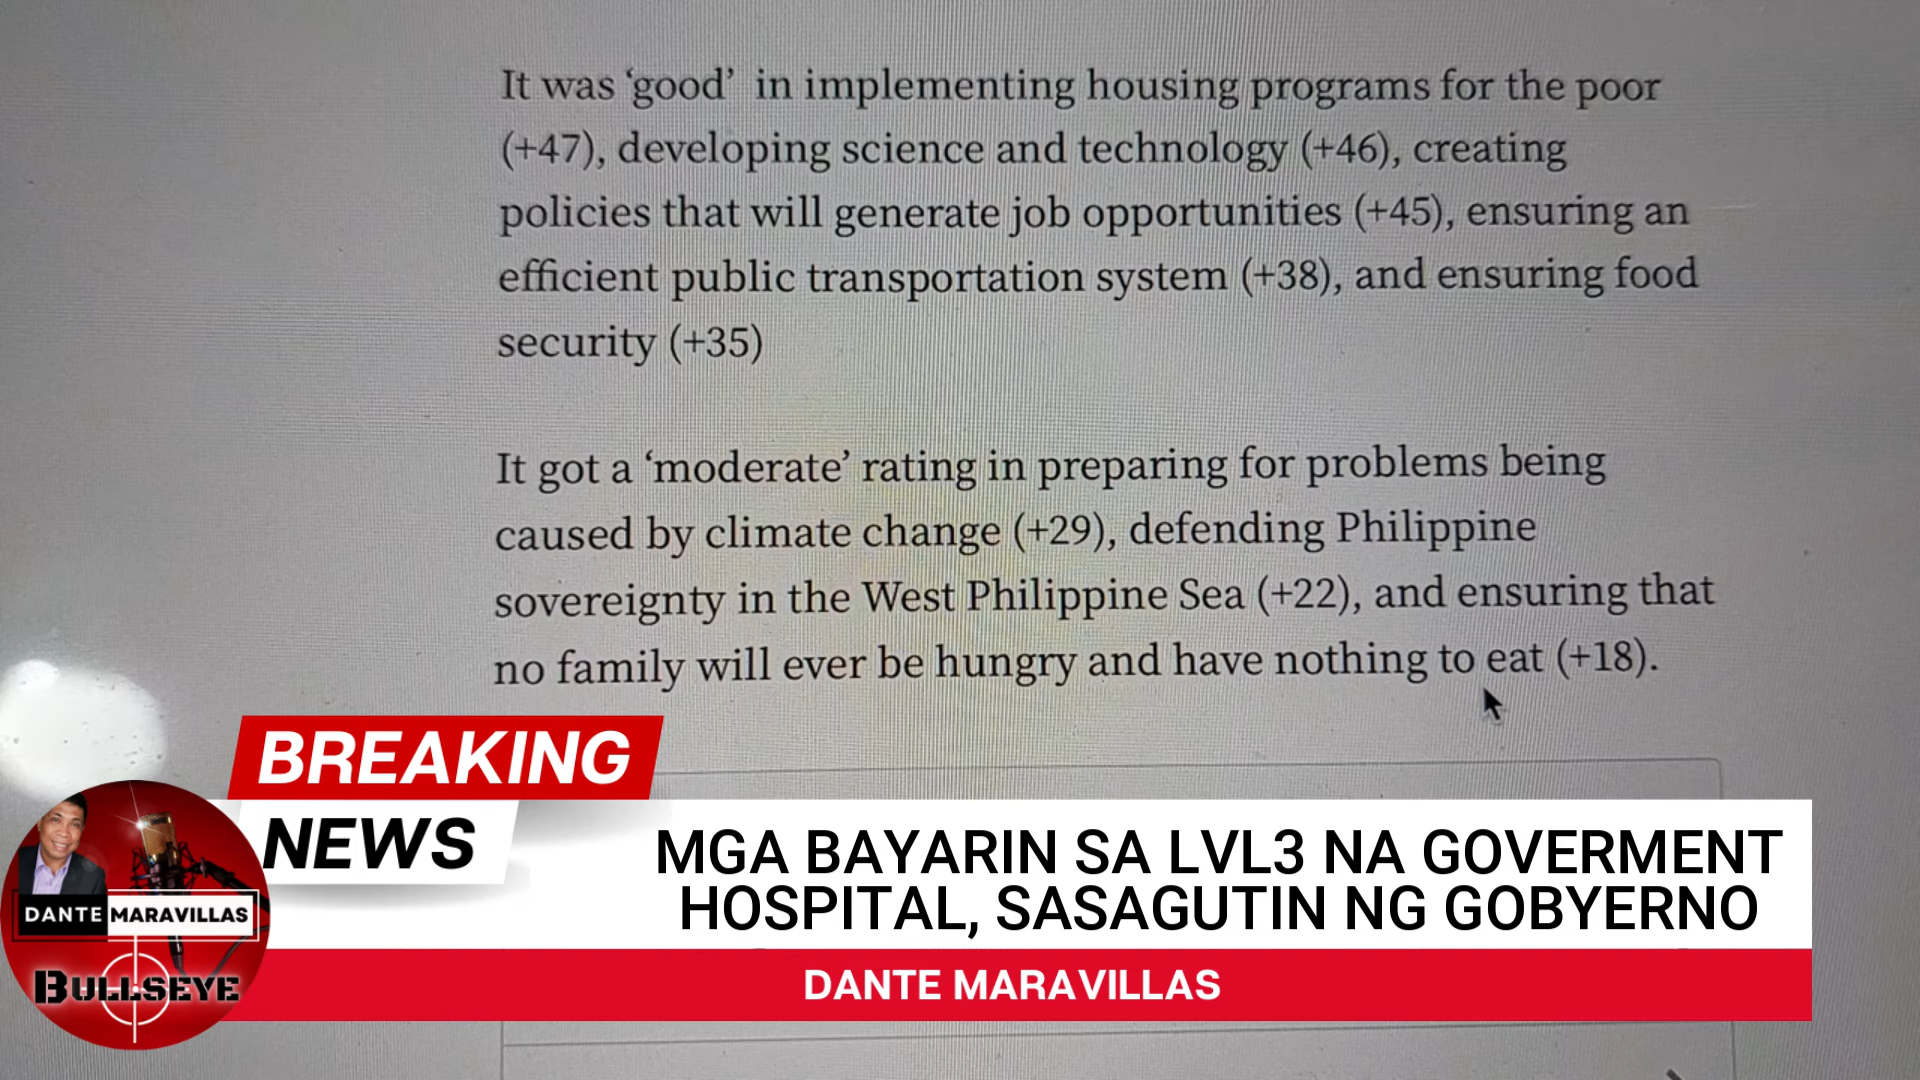 It was ‘good’ in implementing housing programs for the poor
(+47), developing science and technology (+46), creating
policies that will generate job opportunities (+45), ensuring an
efficient public transportation system (+38), and ensuring food
security (+35)
It got a ‘moderate’ rating in preparing for problems being
caused by climate change (+29), defending Philippine
sovereignty in the West Philippine Sea (+22), and ensuring that
no family will ever be hungry and have nothing to eat (+18).
BREAKING
NEWS
MGA BAYARIN SA LVL3 NA GOVERMENT
HOSPITAL, SASAGUTIN NG GOBYERNO
DANTE MARAVILLAS
DANTE MARAVILLAS
BULLSEYE